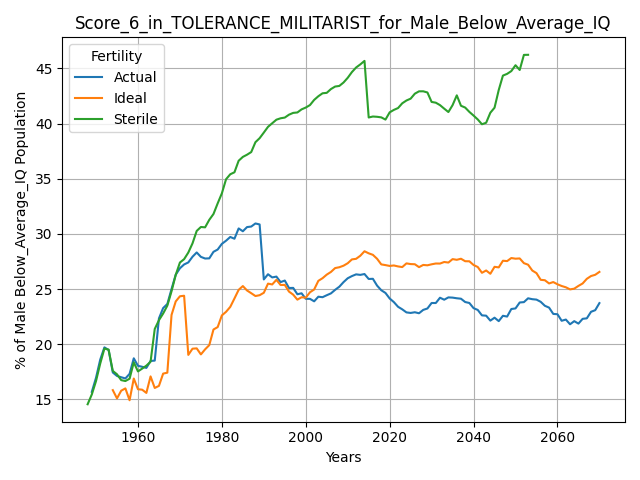 Score_6_in_TOLERANCE_MILITARIST_for_Male_Below_Average_IQ
Fertility
Actual
Ideal
Sterile
% of Male Below_Average_IQ Population
45
40
35
30
25
20
15
1960
1980
2000
2020
2040
2060
Years